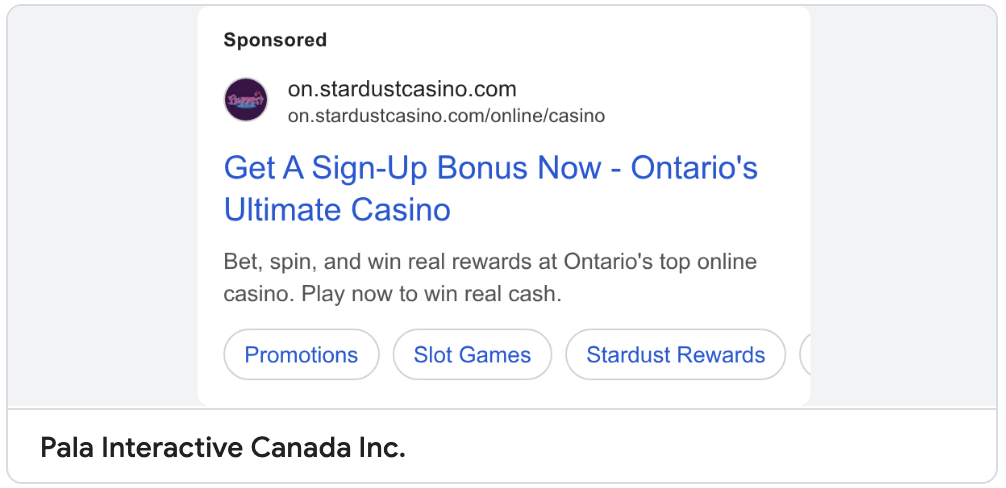 Sponsored
on.stardustcasino.com
on.stardustcasino.com/online/casino
Get A Sign-Up Bonus Now - Ontario's
Ultimate Casino
Bet, spin, and win real rewards at Ontario's top online
casino. Play now to win real cash.
Promotions
Slot Games
Stardust Rewards
Pala Interactive Canada Inc.